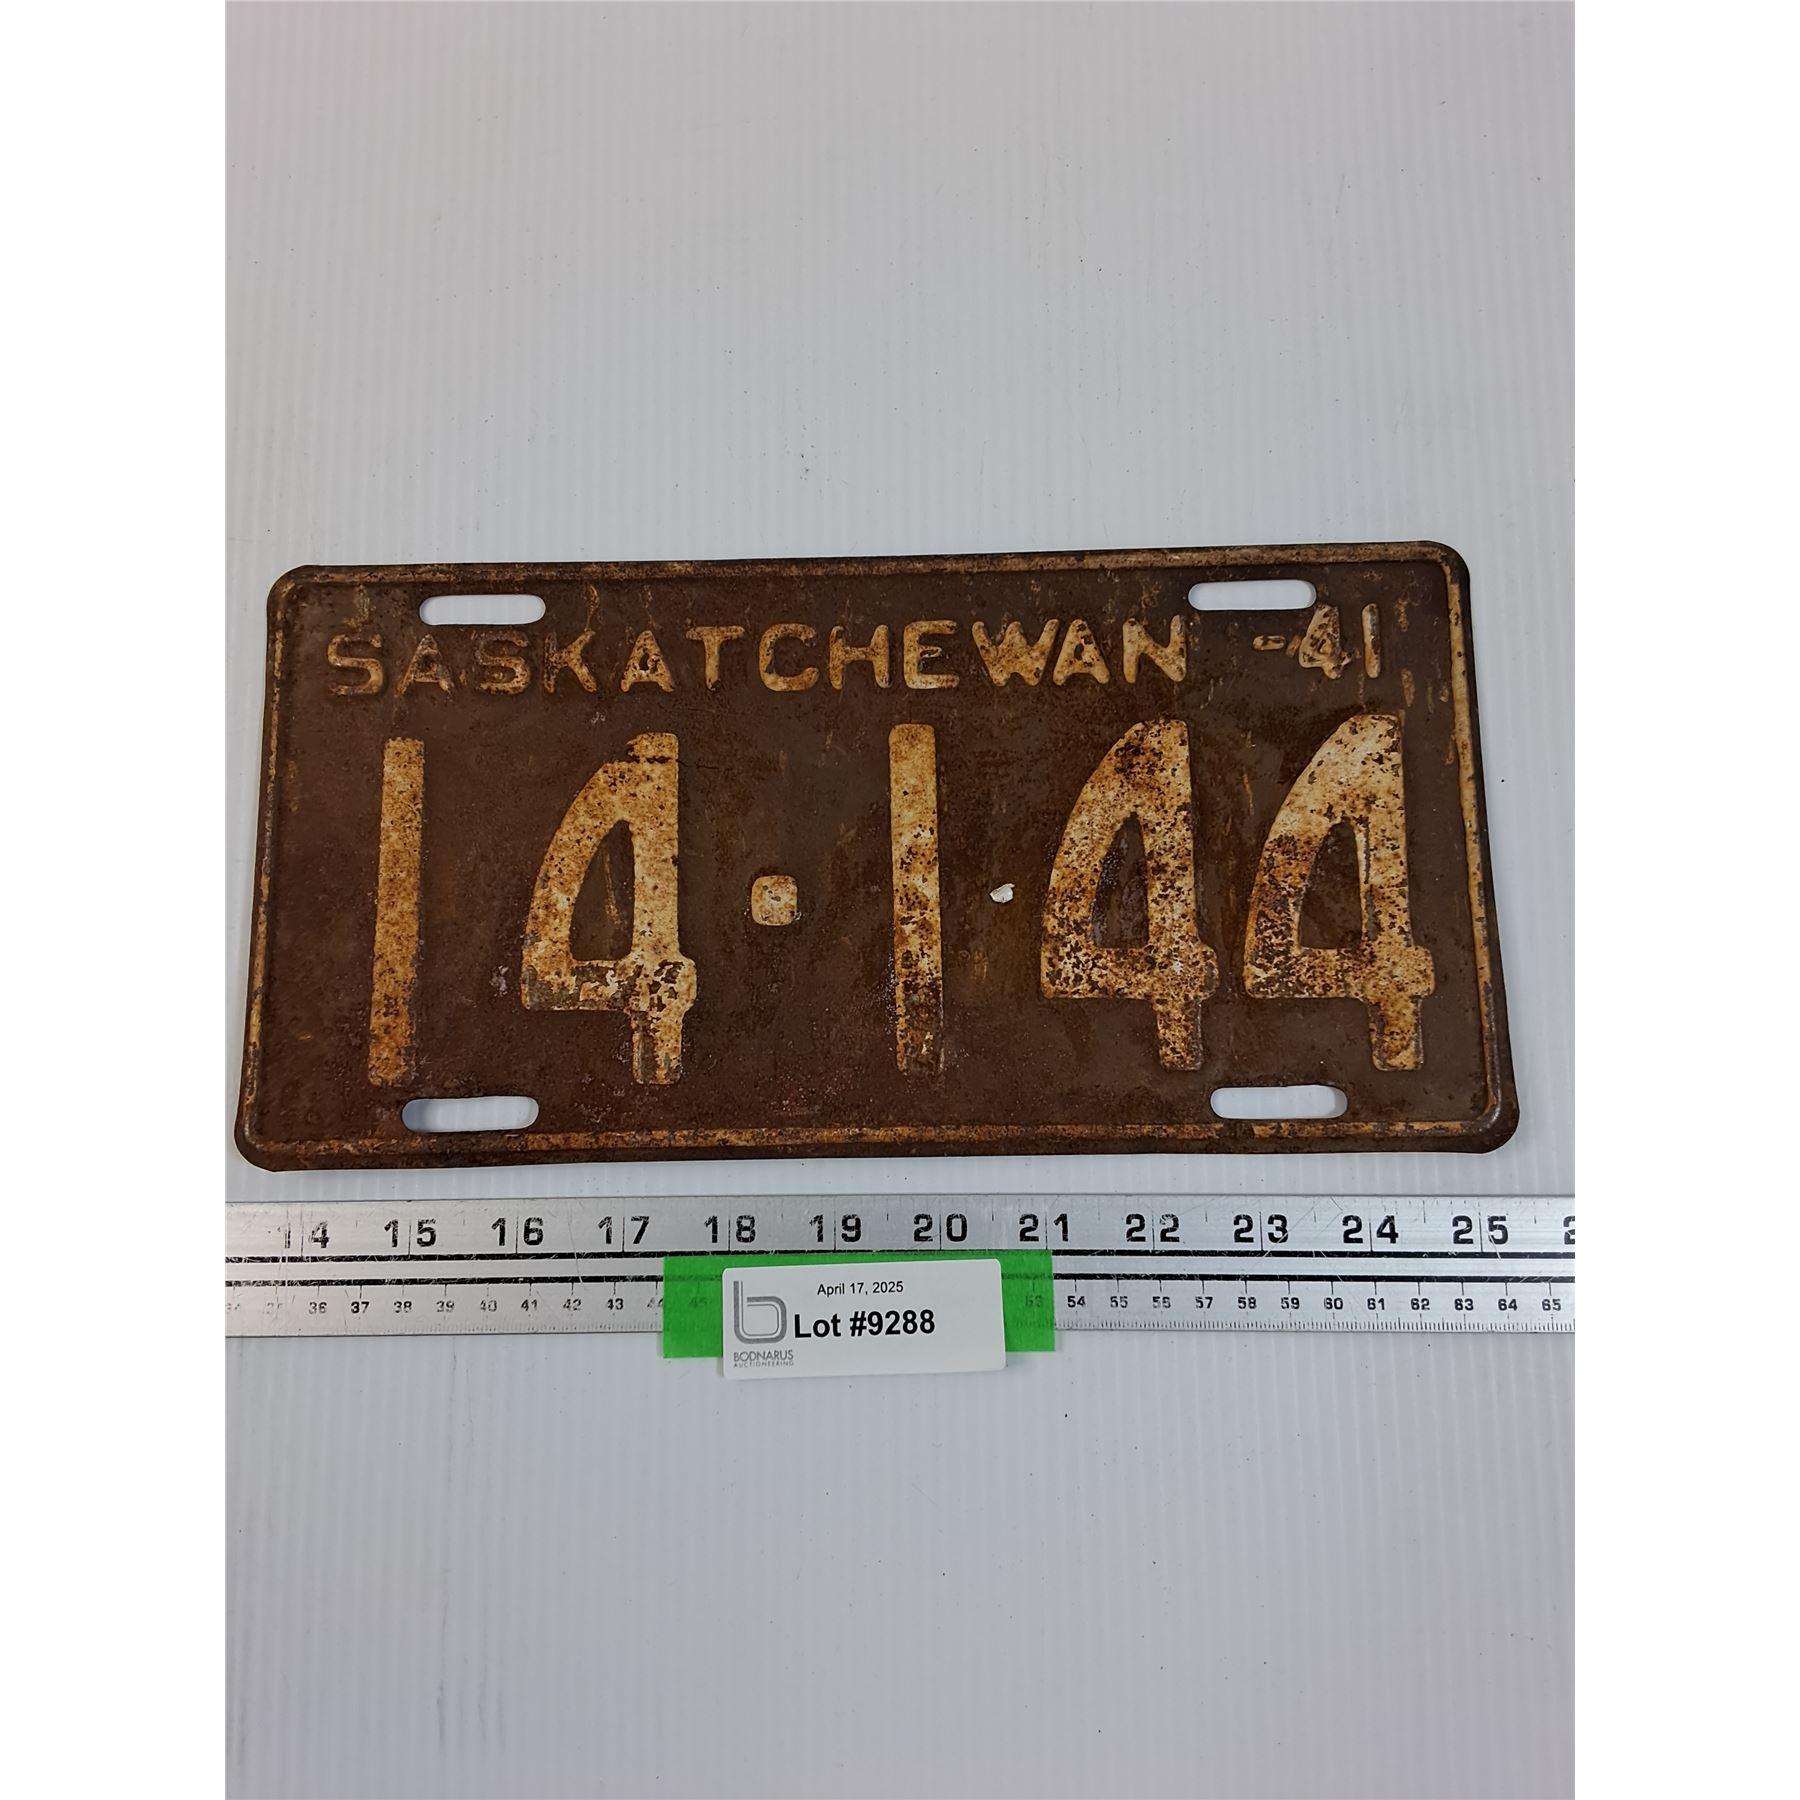 SASKATCHEWAN -41
14·144
14 15 16 17 18 19 20 21 22 23 24 25
36 37 38 39 40 41 42 43 53 54 55 56 57 58 59 60 61 62 63 64 65
April 17, 2025
Lot #9288
BODNARUS
AUCTIONEERING